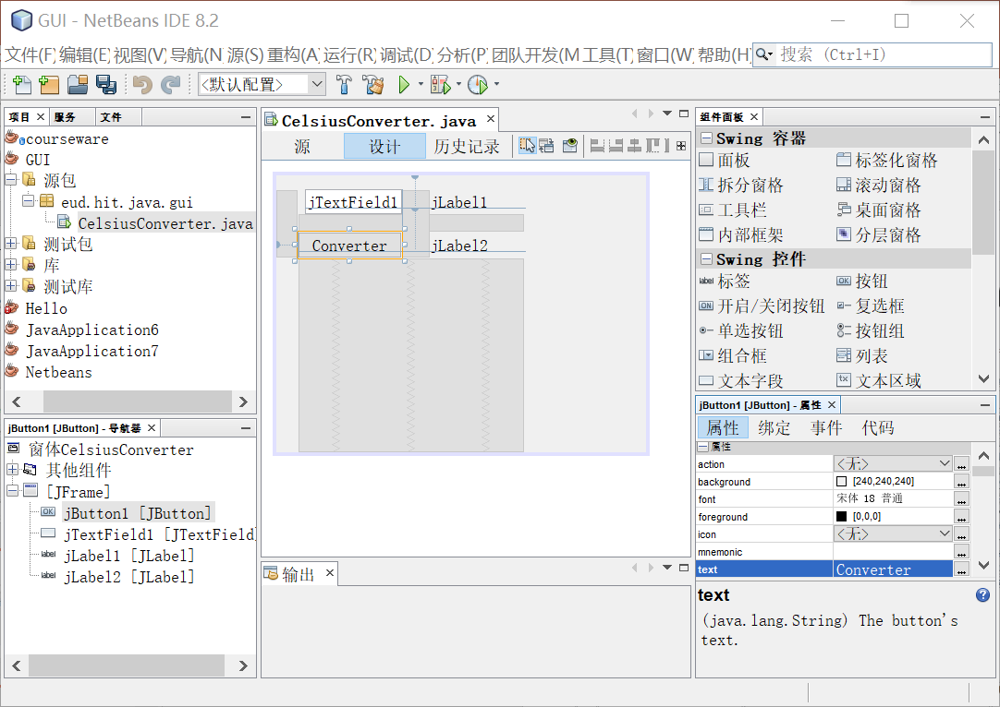 GUI - NetBeans IDE 8.2
文件(F) 编辑(E) 视图(V) 导航(N 源(S) 重构(A) 运行(R) 调试(D) 分析(P) 团队开发(M 工具(T) 窗口(W) 帮助(H) 搜索 (Ctrl+I)
<默认配置>
项目 服务 文件
courseware
GUI
源包
eud.hit.java.gui
CelsiusConverter.java
测试包
库
测试库
Hello
JavaApplication6
JavaApplication7
Netbeans
jButton1 [JButton] - 导航器
窗体CelsiusConverter
其他组件
[JFrame]
OK jButton1 [JButton]
jTextField1 [JTextField]
label jLabel1 [JLabel]
label jLabel2 [JLabel]
CelsiusConverter.java
源 设计 历史记录
jTextField1 jLabel1
Converter jLabel2
输出
组件面板
Swing 容器
面板 标签化窗格
拆分窗格 滚动窗格
工具栏 桌面窗格
内部框架 分层窗格
Swing 控件
label 标签 OK 按钮
ON 开启/关闭按钮 复选框
单选按钮 按钮组
组合框 列表
文本字段 文本区域
jButton1 [JButton] - 属性
属性 绑定 事件 代码
属性
action <无> ...
background [240,240,240] ...
font 宋体 18 普通 ...
foreground [0,0,0] ...
icon <无> ...
mnemonic ...
text Converter ...
text
(java.lang.String) The button's
text.